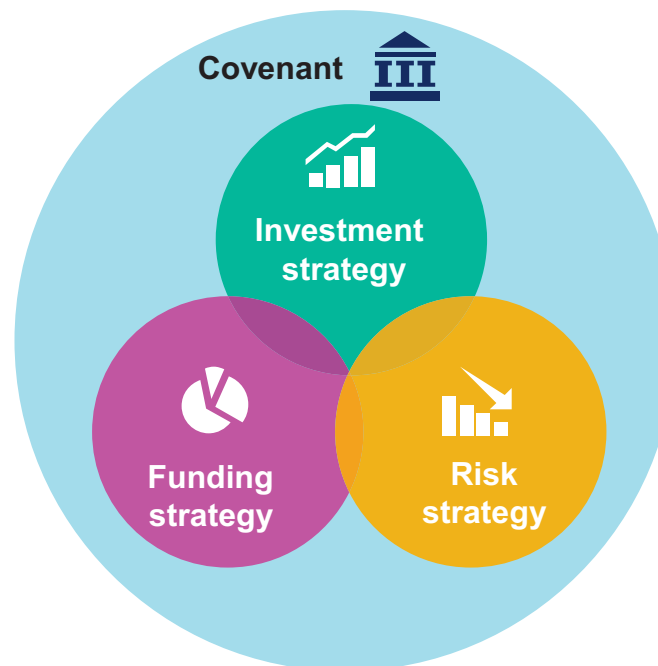 Covenant
Investment
strategy
Funding
strategy
Risk
strategy